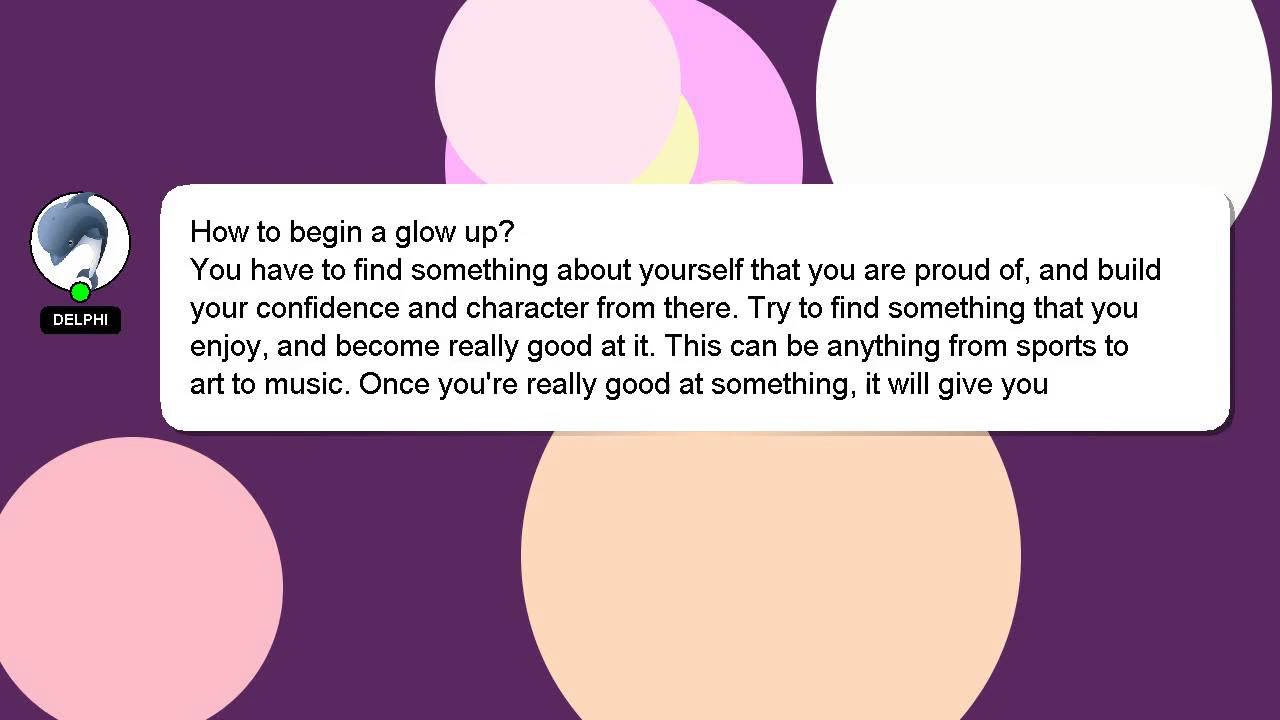 How to begin a glow up?
You have to find something about yourself that you are proud of, and build
your confidence and character from there. Try to find something that you
enjoy, and become really good at it. This can be anything from sports to
art to music. Once you're really good at something, it will give you
DELPHI